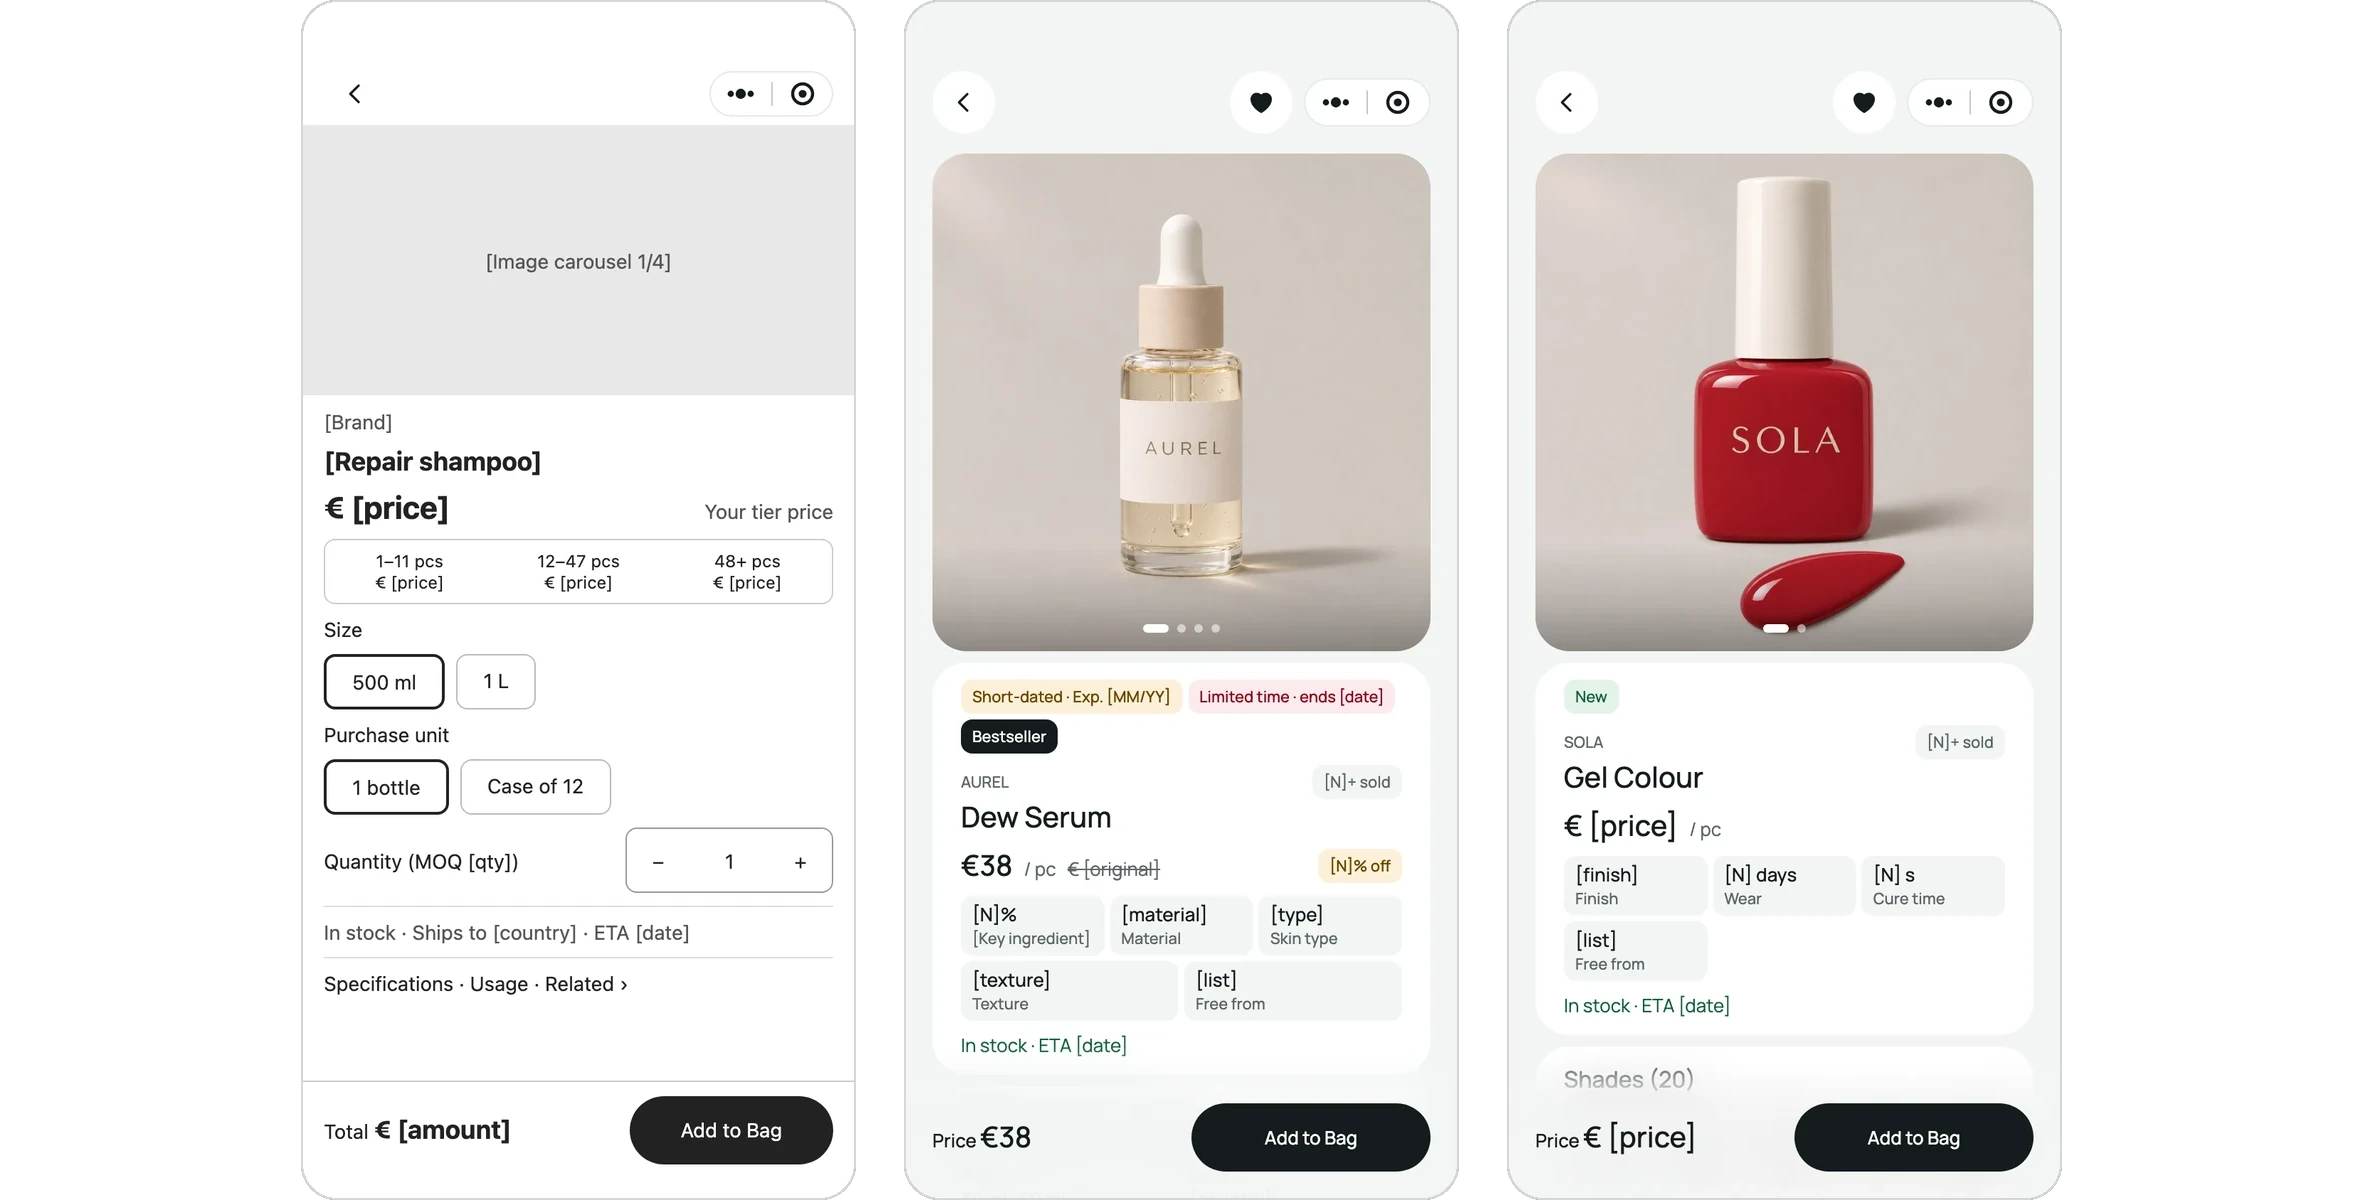 [Image carousel 1/4]
[Brand]
[Repair shampoo]
€ [price]
Your tier price
1–11 pcs
€ [price]
12–47 pcs
€ [price]
48+ pcs
€ [price]
Size
500 ml
1 L
Purchase unit
1 bottle
Case of 12
Quantity (MOQ [qty])
– 1 +
In stock · Ships to [country] · ETA [date]
Specifications · Usage · Related ›
Total € [amount]
Add to Bag
AUREL
Short-dated · Exp. [MM/YY]
Limited time · ends [date]
Bestseller
AUREL
[N]+ sold
Dew Serum
€38 / pc € [original]
[N]% off
[N]%
[Key ingredient]
[material]
Material
[type]
Skin type
[texture]
Texture
[list]
Free from
In stock · ETA [date]
Price €38
Add to Bag
SOLA
New
SOLA
[N]+ sold
Gel Colour
€ [price] / pc
[finish]
Finish
[N] days
Wear
[N] s
Cure time
[list]
Free from
In stock · ETA [date]
Shades (20)
Price € [price]
Add to Bag